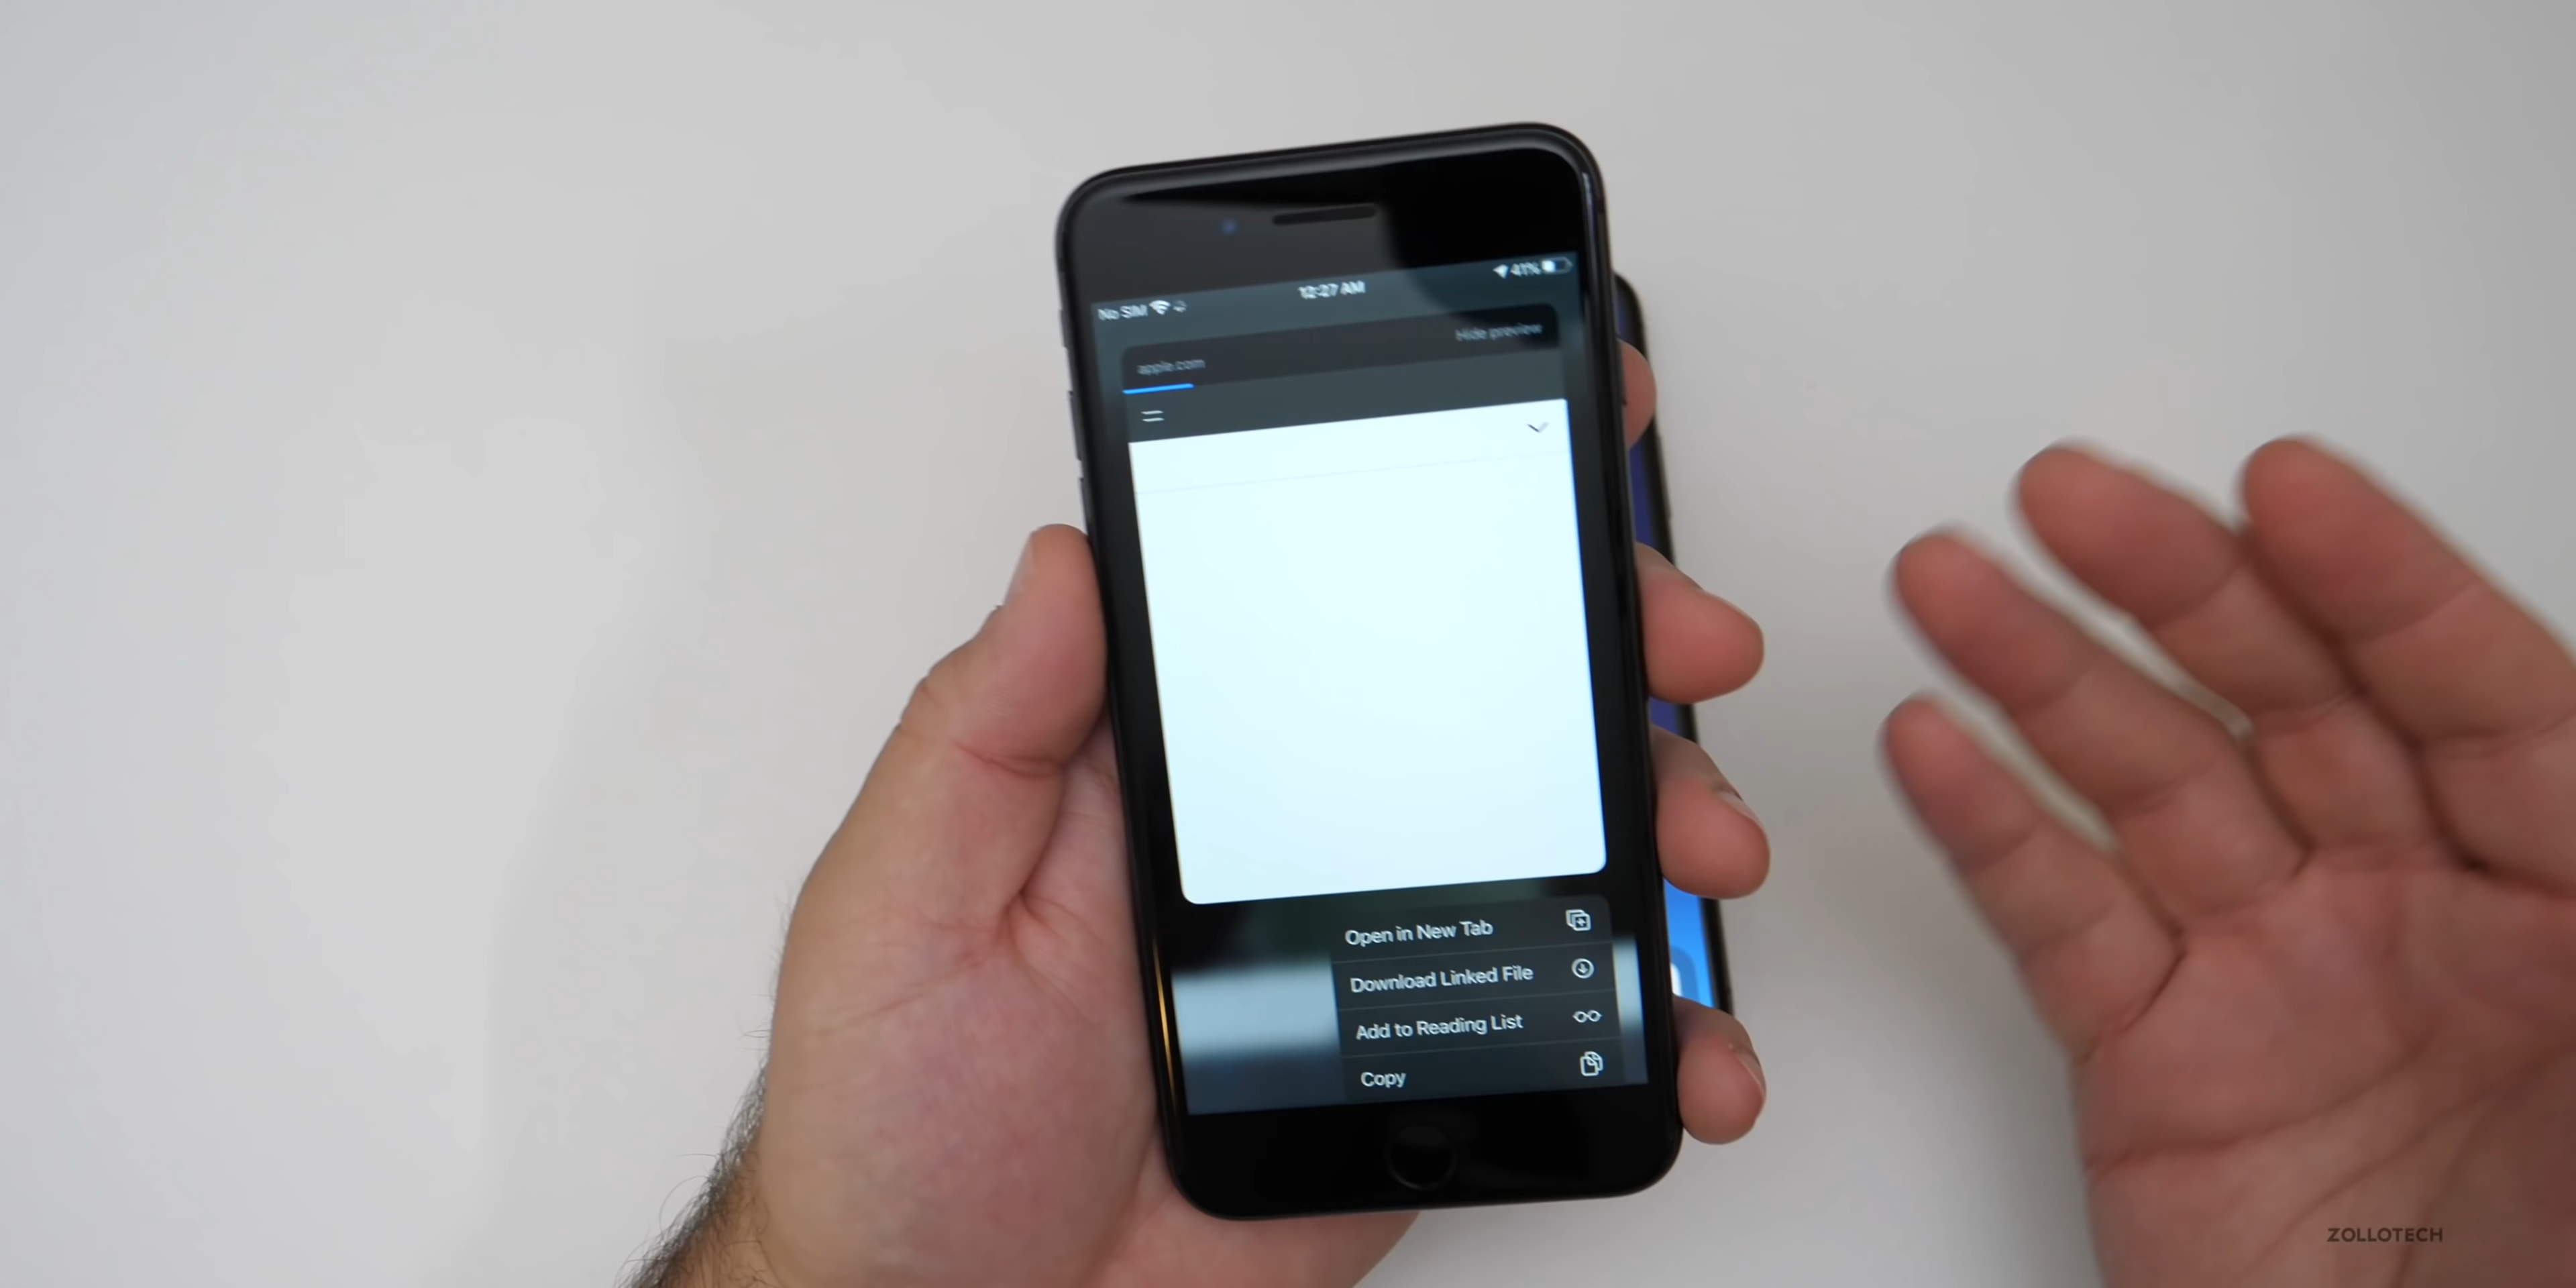 No SIM 12:27 AM 41%
apple.com Hide preview
Open in New Tab
Download Linked File
Add to Reading List
Copy
ZOLLOTECH